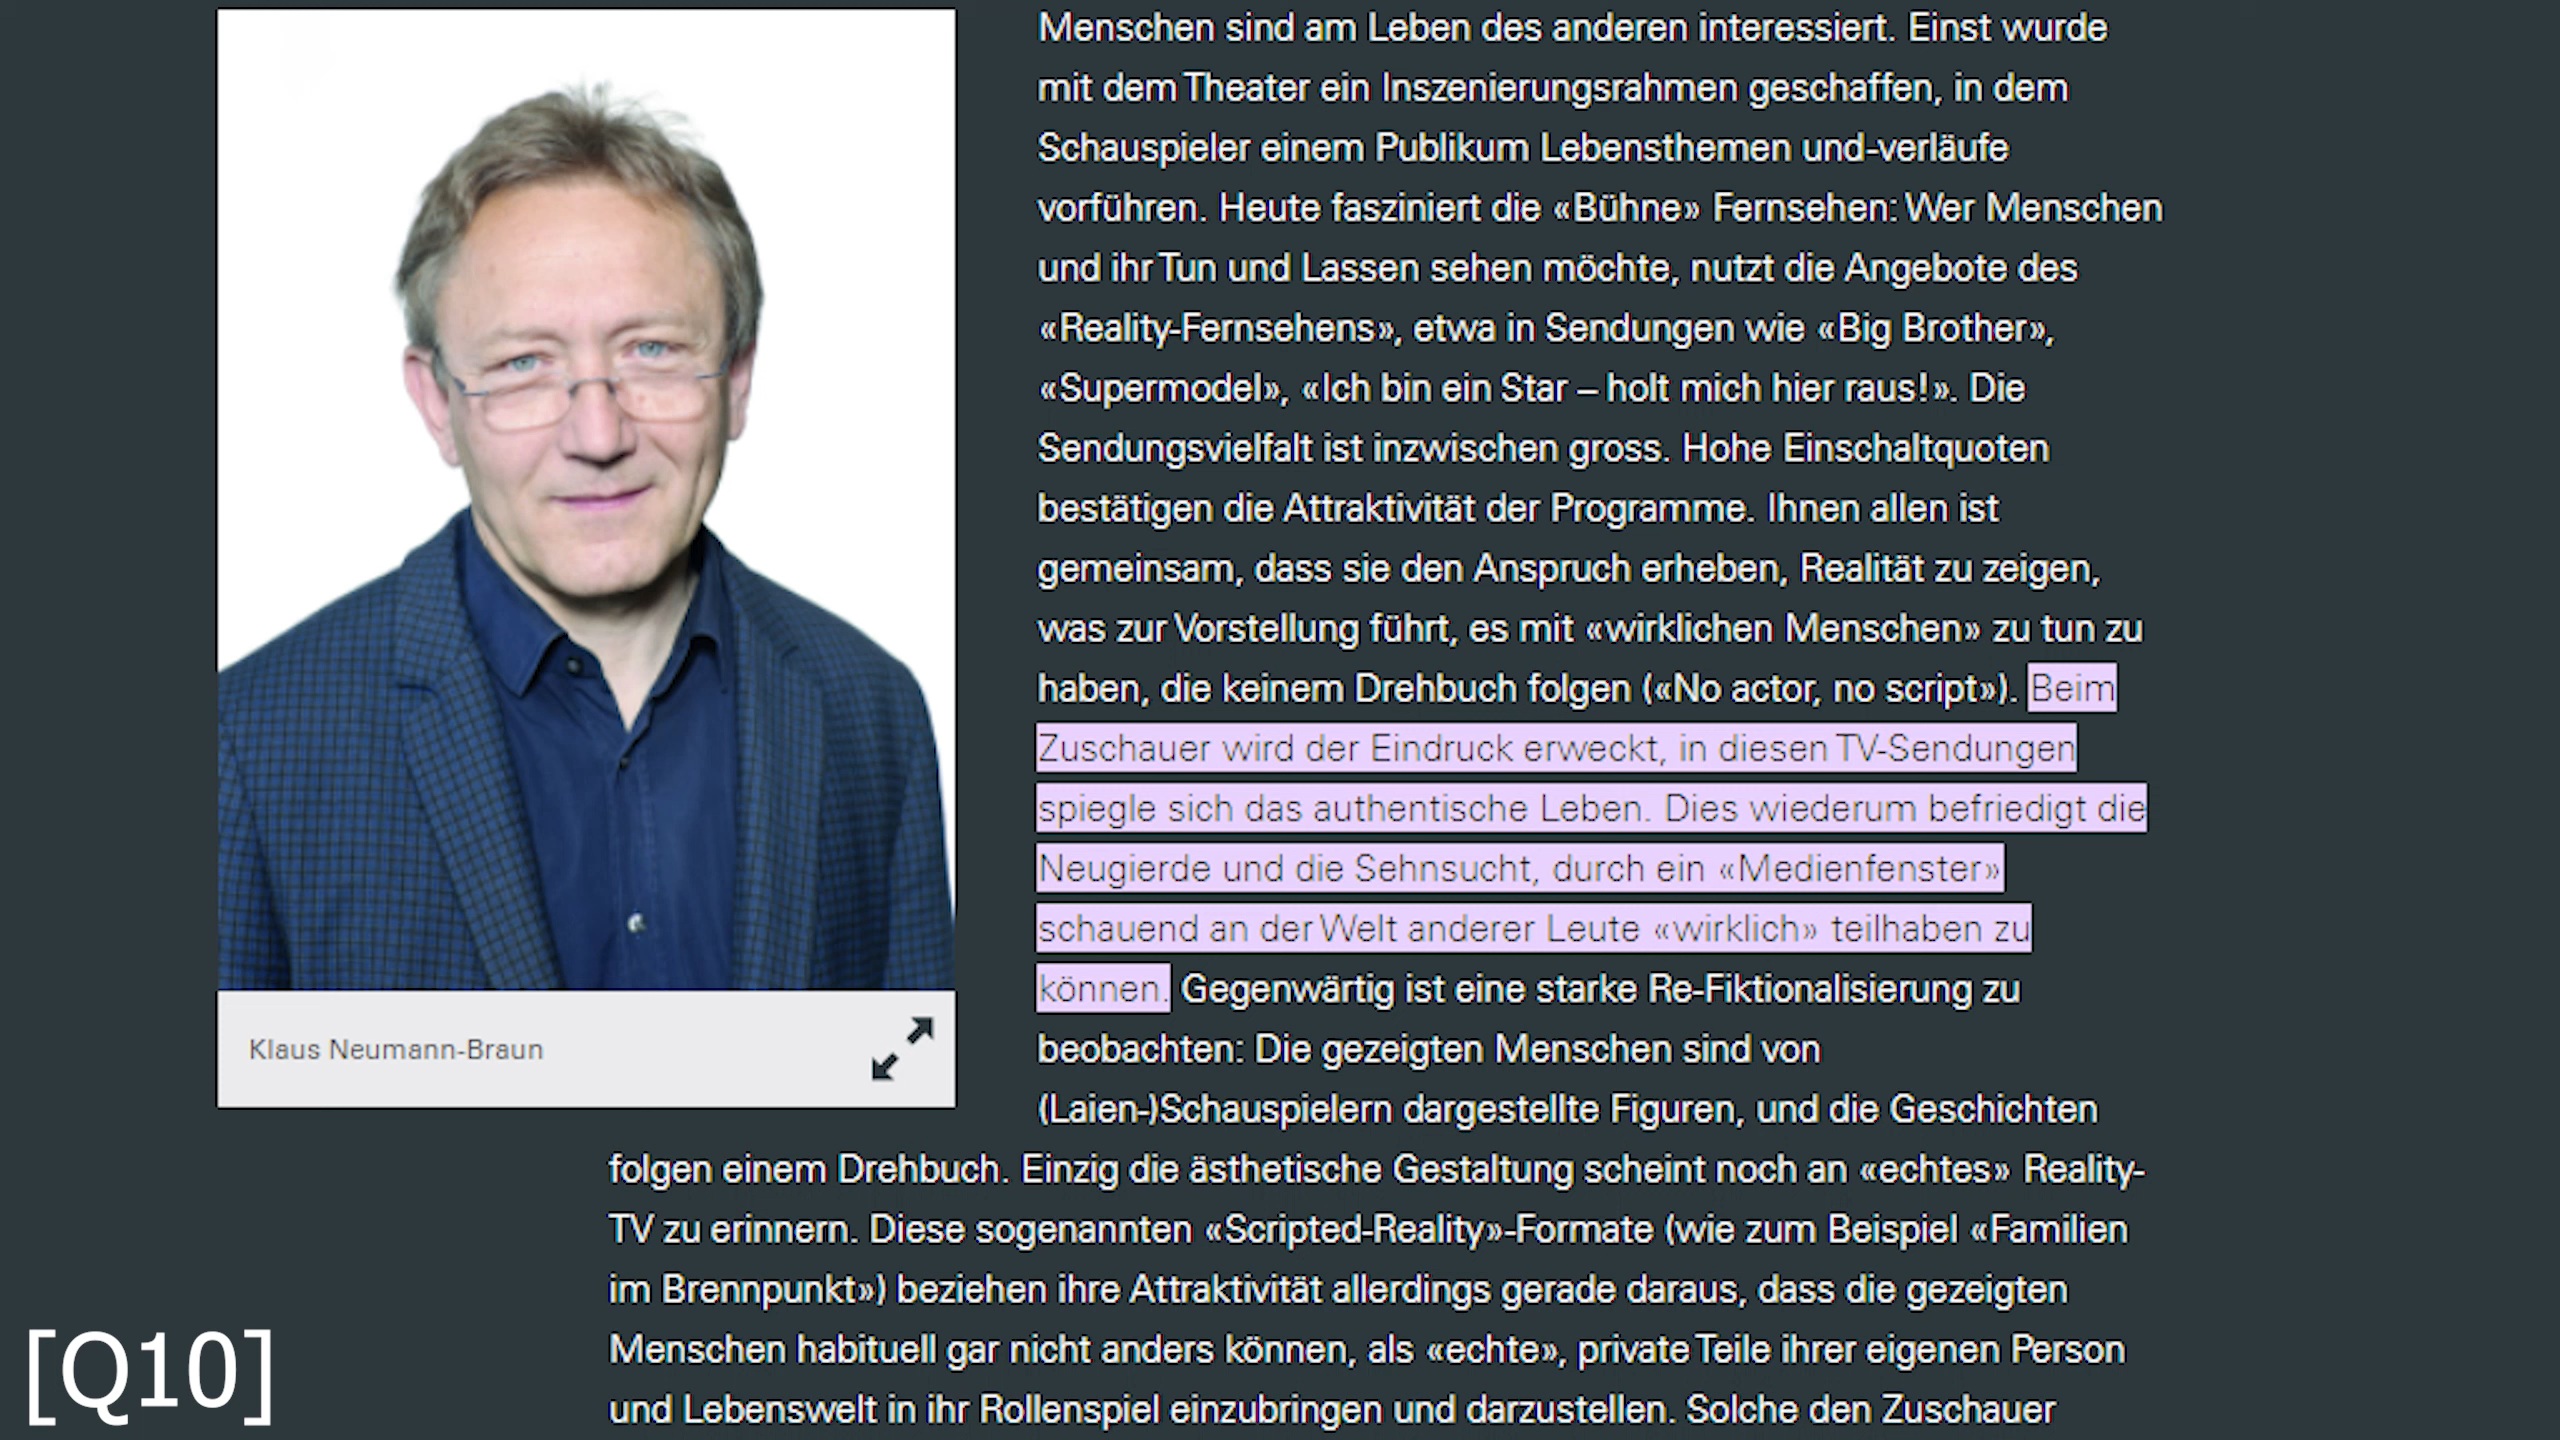 Menschen sind am Leben des anderen interessiert. Einst wurde
mit dem Theater ein Inszenierungsrahmen geschaffen, in dem
Schauspieler einem Publikum Lebensthemen und-verläufe
vorführen. Heute fasziniert die «Bühne» Fernsehen: Wer Menschen
und ihr Tun und Lassen sehen möchte, nutzt die Angebote des
«Reality-Fernsehens», etwa in Sendungen wie «Big Brother»,
«Supermodel», «Ich bin ein Star – holt mich hier raus!». Die
Sendungsvielfalt ist inzwischen gross. Hohe Einschaltquoten
bestätigen die Attraktivität der Programme. Ihnen allen ist
gemeinsam, dass sie den Anspruch erheben, Realität zu zeigen,
was zur Vorstellung führt, es mit «wirklichen Menschen» zu tun zu
haben, die keinem Drehbuch folgen («No actor, no script»). Beim
Zuschauer wird der Eindruck erweckt, in diesen TV-Sendungen
spiegle sich das authentische Leben. Dies wiederum befriedigt die
Neugierde und die Sehnsucht, durch ein «Medienfenster»
schauend an der Welt anderer Leute «wirklich» teilhaben zu
können. Gegenwärtig ist eine starke Re-Fiktionalisierung zu
beobachten: Die gezeigten Menschen sind von
(Laien-)Schauspielern dargestellte Figuren, und die Geschichten
folgen einem Drehbuch. Einzig die ästhetische Gestaltung scheint noch an «echtes» Reality-
TV zu erinnern. Diese sogenannten «Scripted-Reality»-Formate (wie zum Beispiel «Familien
im Brennpunkt») beziehen ihre Attraktivität allerdings gerade daraus, dass die gezeigten
Menschen habituell gar nicht anders können, als «echte», private Teile ihrer eigenen Person
und Lebenswelt in ihr Rollenspiel einzubringen und darzustellen. Solche den Zuschauer
Klaus Neumann-Braun
[Q10]